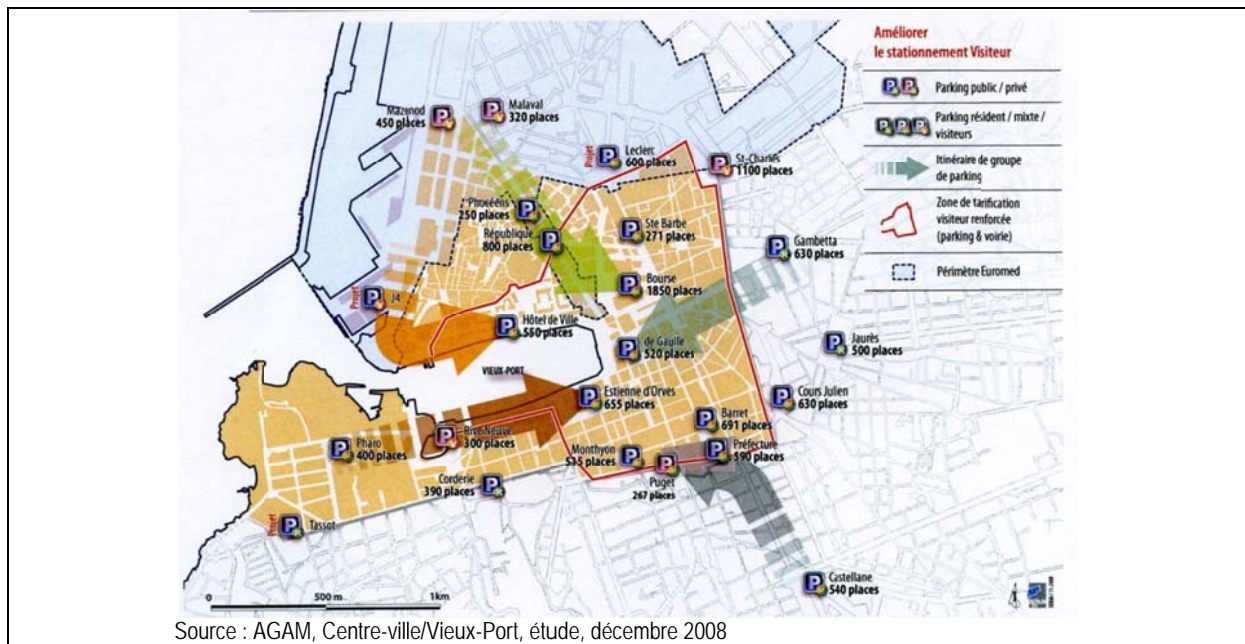 Améliorer
le stationnement Visiteur
Parking public / privé
Parking résident / mixte /
visiteurs
Itinéraire de groupe
de parking
Zone de tarification
visiteur renforcée
(parking & voirie)
Périmètre Euromed
Mazenod
450 places
Malaval
320 places
Projet
Leclerc
600 places
St-Charles
1100 places
Phocéens
250 places
République
800 places
Ste Barbe
271 places
Gambetta
630 places
Bourse
1850 places
Projet
J4
Hôtel de Ville
550 places
de Gaulle
520 places
Jaurès
500 places
VIEUX-PORT
Estienne d'Orves
655 places
Cours Julien
630 places
Barret
691 places
Rive-Neuve
300 places
Pharo
400 places
Monthyon
places
Préfecture
590 places
Puget
267 places
Corderie
390 places
Projet
Tassot
Castellane
540 places
0 500 m 1km
Source : AGAM, Centre-ville/Vieux-Port, étude, décembre 2008